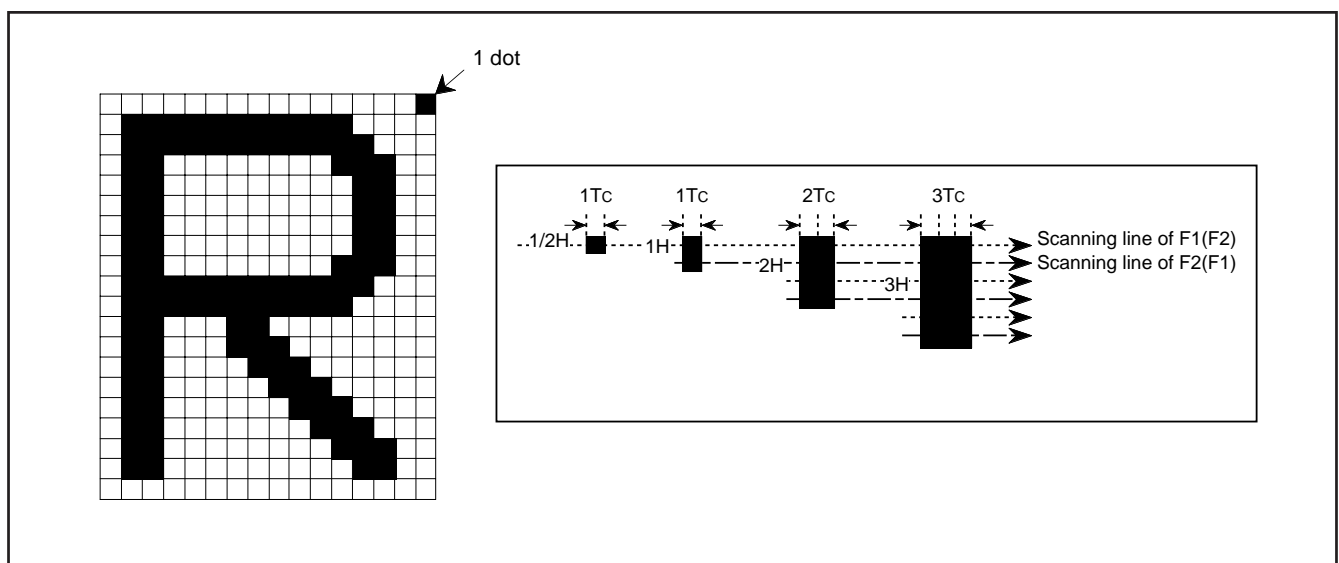 1 dot
R
1Tc 1Tc 2Tc 3Tc
1/2H 1H 2H 3H
Scanning line of F1(F2)
Scanning line of F2(F1)